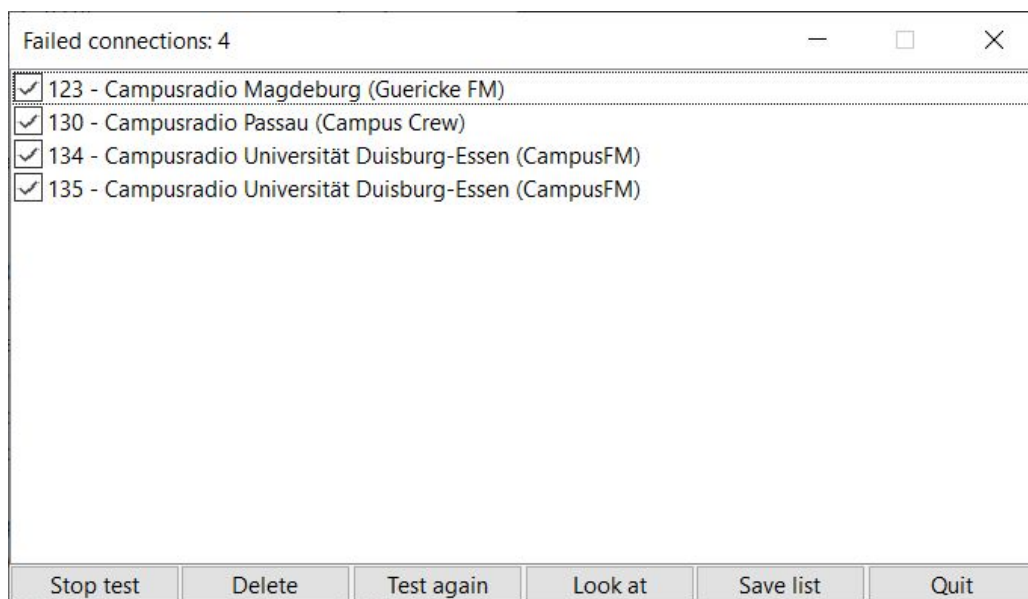 Failed connections: 4
123 - Campusradio Magdeburg (Guericke FM)
130 - Campusradio Passau (Campus Crew)
134 - Campusradio Universität Duisburg-Essen (CampusFM)
135 - Campusradio Universität Duisburg-Essen (CampusFM)
Stop test Delete Test again Look at Save list Quit